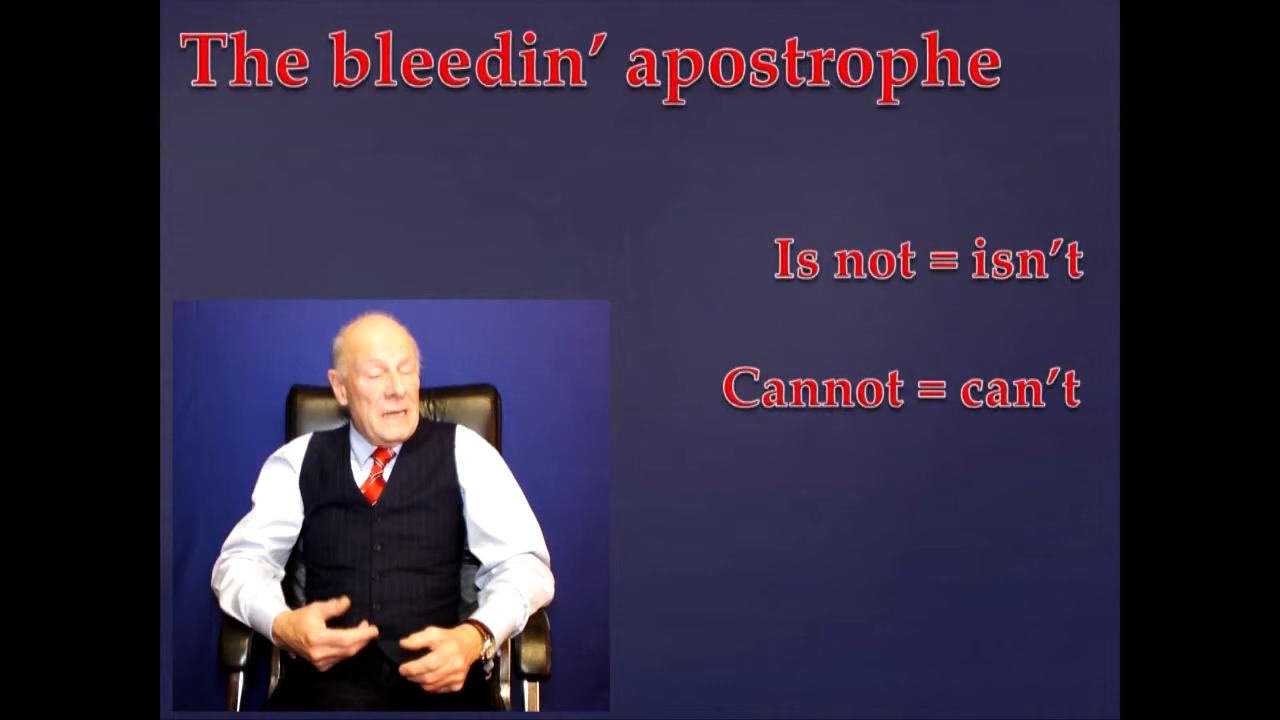 The bleedin’ apostrophe
Is not = isn’t
Cannot = can’t